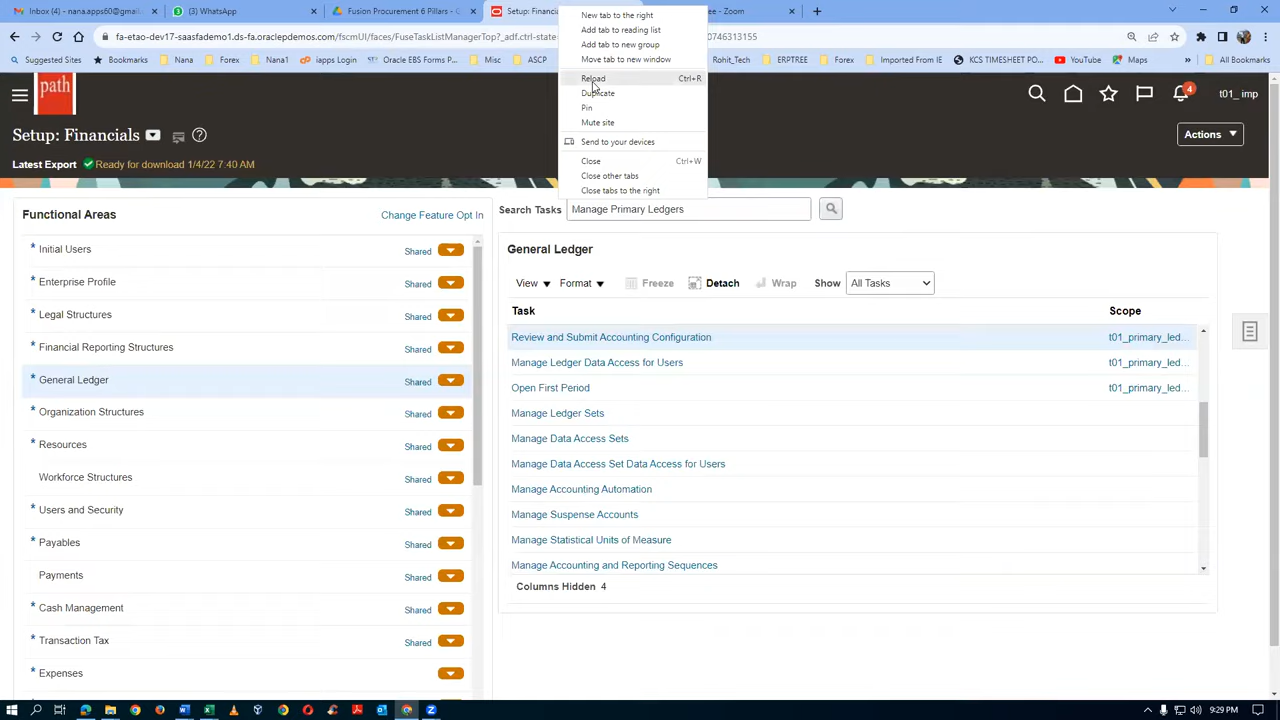 M Inbox (5) - nana.apps60@gmail.
(3) WhatsApp
Fusion Procurement 6 Pillars - G
Setup: Financi
er - Zoom
fa-etao-dev17-saasfademo1.ds-fa.oraclepdemos.com/fscmUI/faces/FuseTaskListManagerTop?_adf.ctrl-state
0746313155
Nana
Forex
Nana1
Oracle EBS Forms P...
Oracle
Music
ASCP
Rohit_Tech
ERPTREE
Forex
Imported From IE
KCS TIMESHEET PC...
YouTube
Maps
»
All Bookmarks
New tab to the right
Add tab to reading list
Add tab to new group
Move tab to new window
Reload Ctrl+R
Duplicate
Pin
Mute site
Send to your devices
Close Ctrl+W
Close other tabs
Close tabs to the right
path
4
t01_ imp
Setup: Financials
Actions
Latest Export Ready for download 1/4/22 7:40 AM
Functional Areas
Change Feature Opt In
* Initial Users Shared
* Enterprise Profile Shared
* Legal Structures Shared
* Financial Reporting Structures Shared
* General Ledger Shared
* Organization Structures Shared
* Resources Shared
Workforce Structures Shared
* Users and Security Shared
* Payables Shared
Payments Shared
* Cash Management Shared
* Transaction Tax Shared
* Expenses
Search Tasks Manage Primary Ledgers
General Ledger
View Format Freeze Detach Wrap Show All Tasks
Task Scope
Review and Submit Accounting Configuration t01_primary_led...
Manage Ledger Data Access for Users t01_primary_led...
Open First Period t01_primary_led...
Manage Ledger Sets
Manage Data Access Sets
Manage Data Access Set Data Access for Users
Manage Accounting Automation
Manage Suspense Accounts
Manage Statistical Units of Measure
Manage Accounting and Reporting Sequences
Columns Hidden 4
9:29 PM